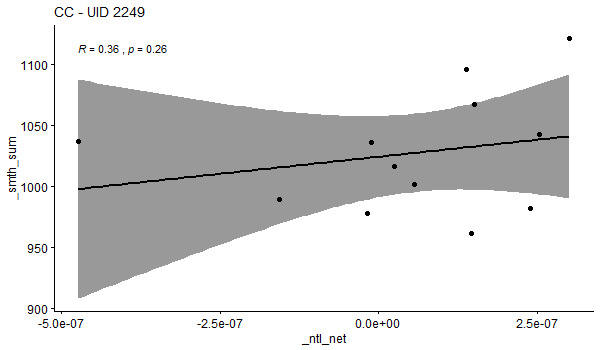 CC - UID 2249
R = 0.36 , p = 0.26
1100
1050
1000
950
900
_smth_sum
-5.0e-07 -2.5e-07 0.0e+00 2.5e-07
_ntl_net